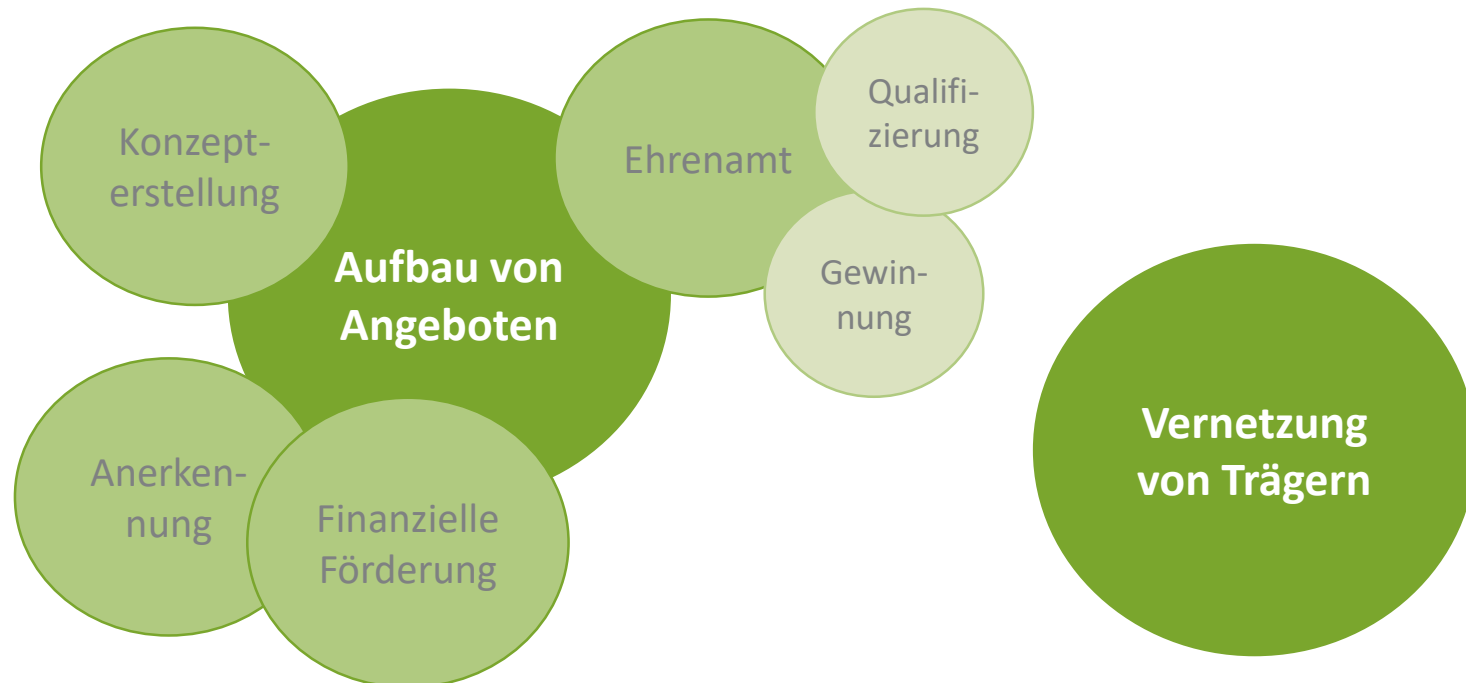 Konzept-
erstellung
Aufbau von
Angeboten
Ehrenamt
Qualifi-
zierung
Gewin-
nung
Anerken-
nung
Finanzielle
Förderung
Vernetzung
von Trägern